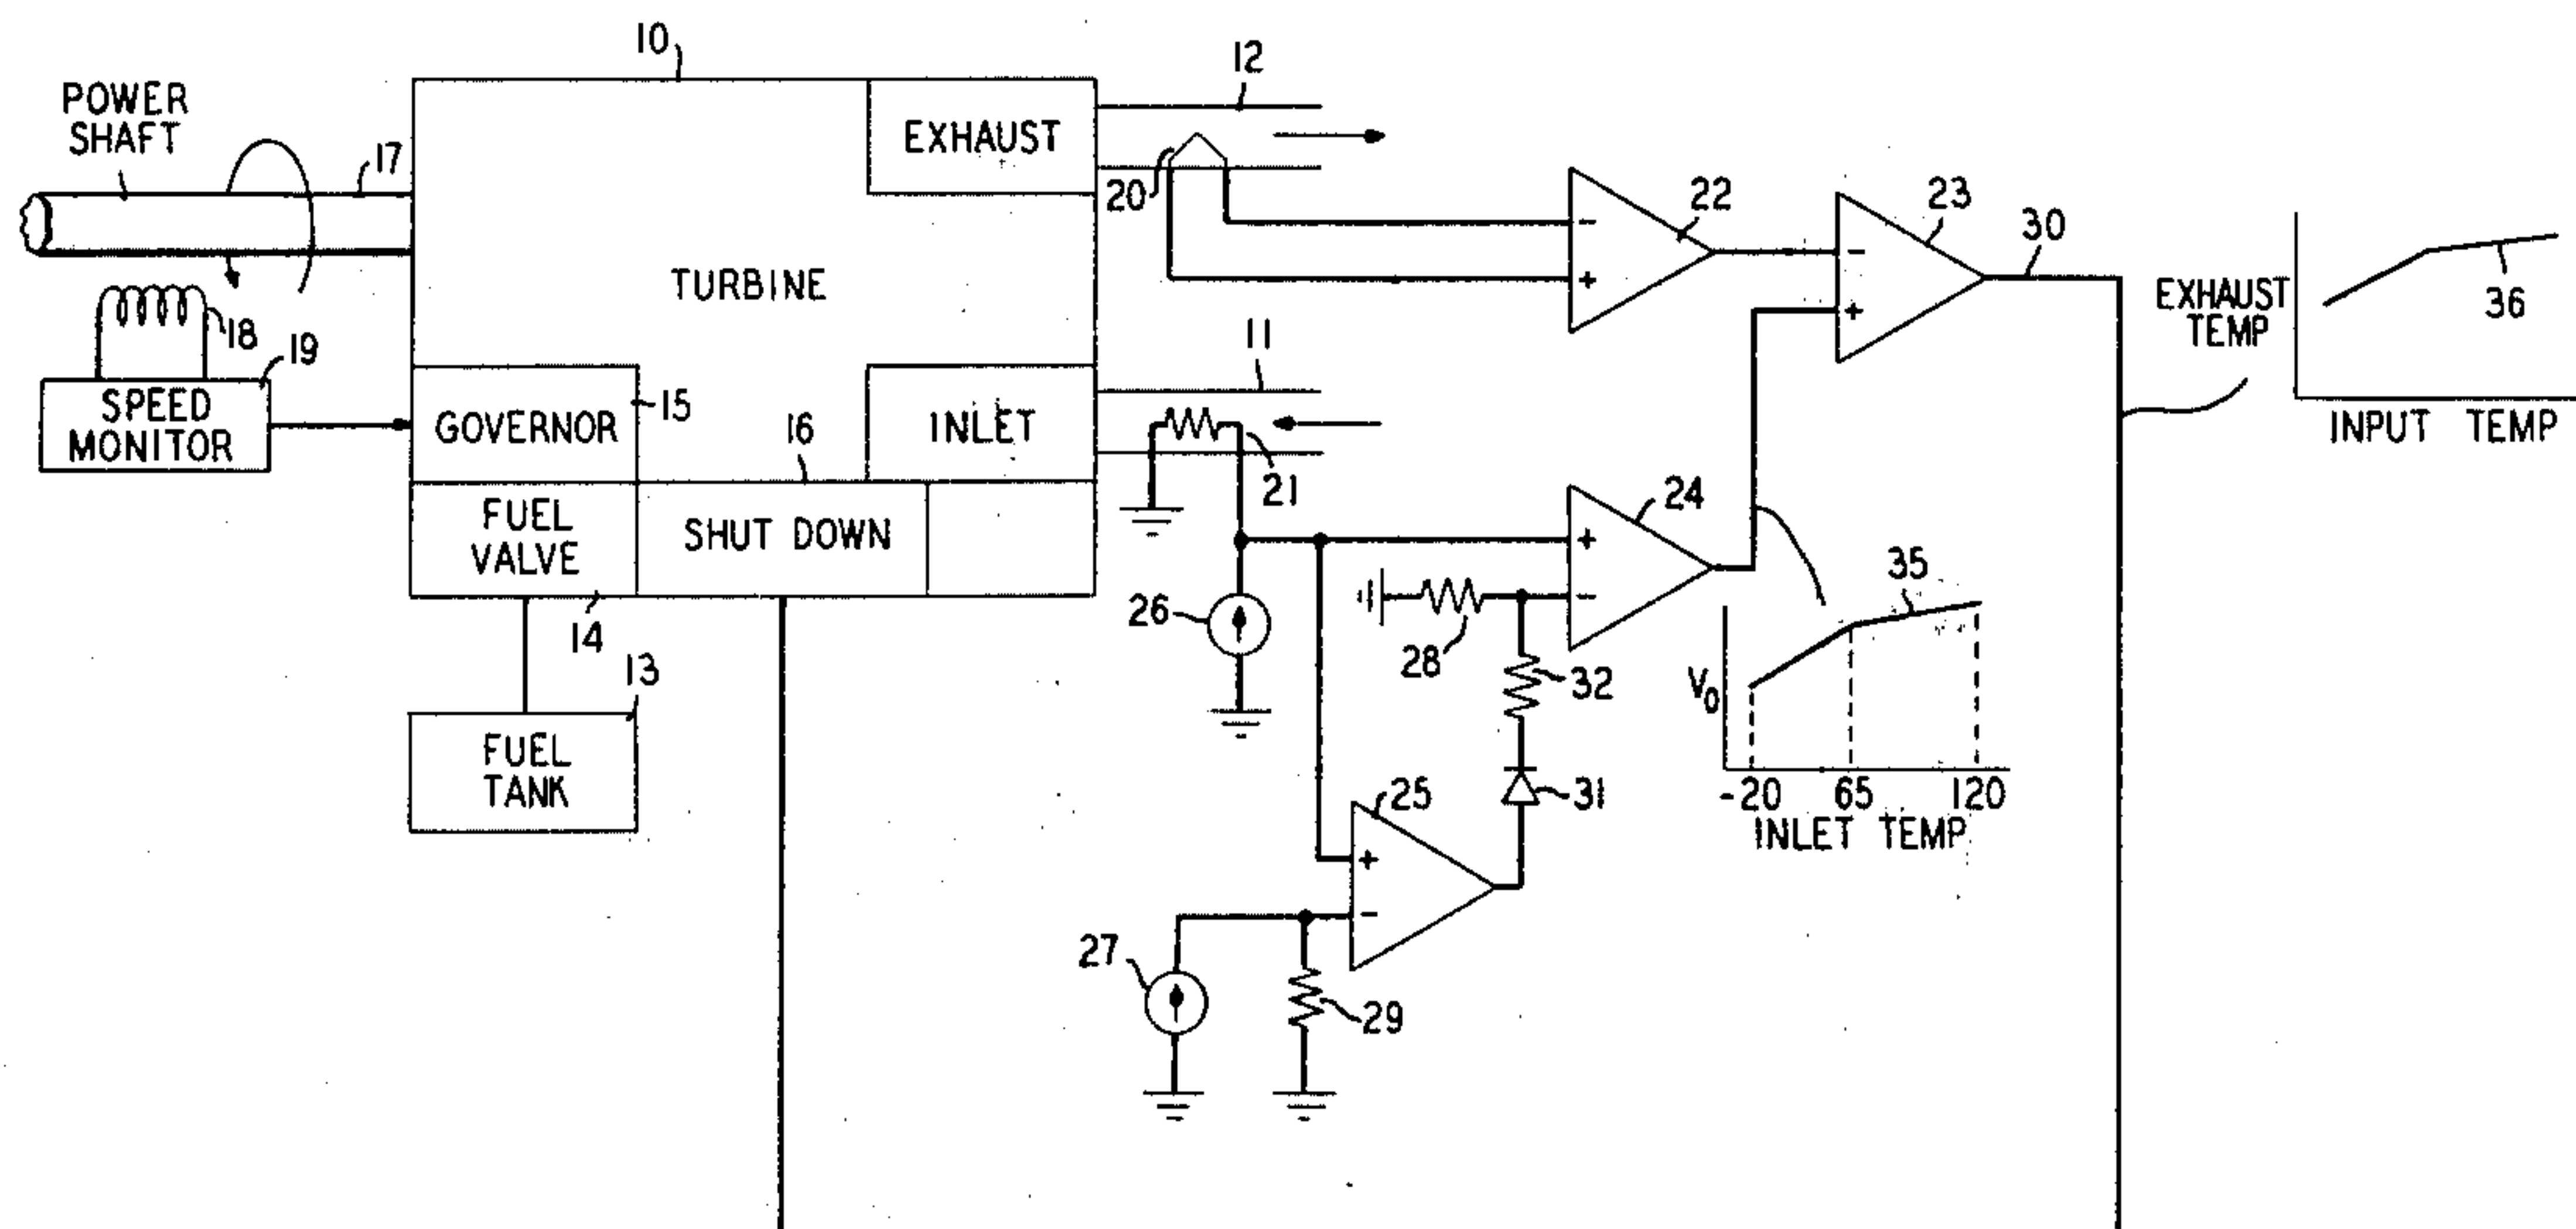 10
12
POWER
SHAFT
17
EXHAUST
20
-
+
22
-
+
23
30
EXHAUST
TEMP
36
INPUT TEMP
TURBINE
18
19
SPEED
MONITOR
GOVERNOR
15
16
INLET
11
21
FUEL
VALVE
SHUT DOWN
14
13
FUEL
TANK
+
-
24
26
28
32
35
V0
-20 65 120
INLET TEMP
31
25
+
-
27
29